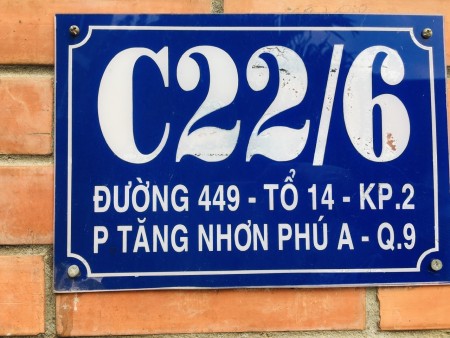 C22/6
ĐƯỜNG 449 - TỔ 14 - KP.2
P TĂNG NHƠN PHÚ A - Q.9